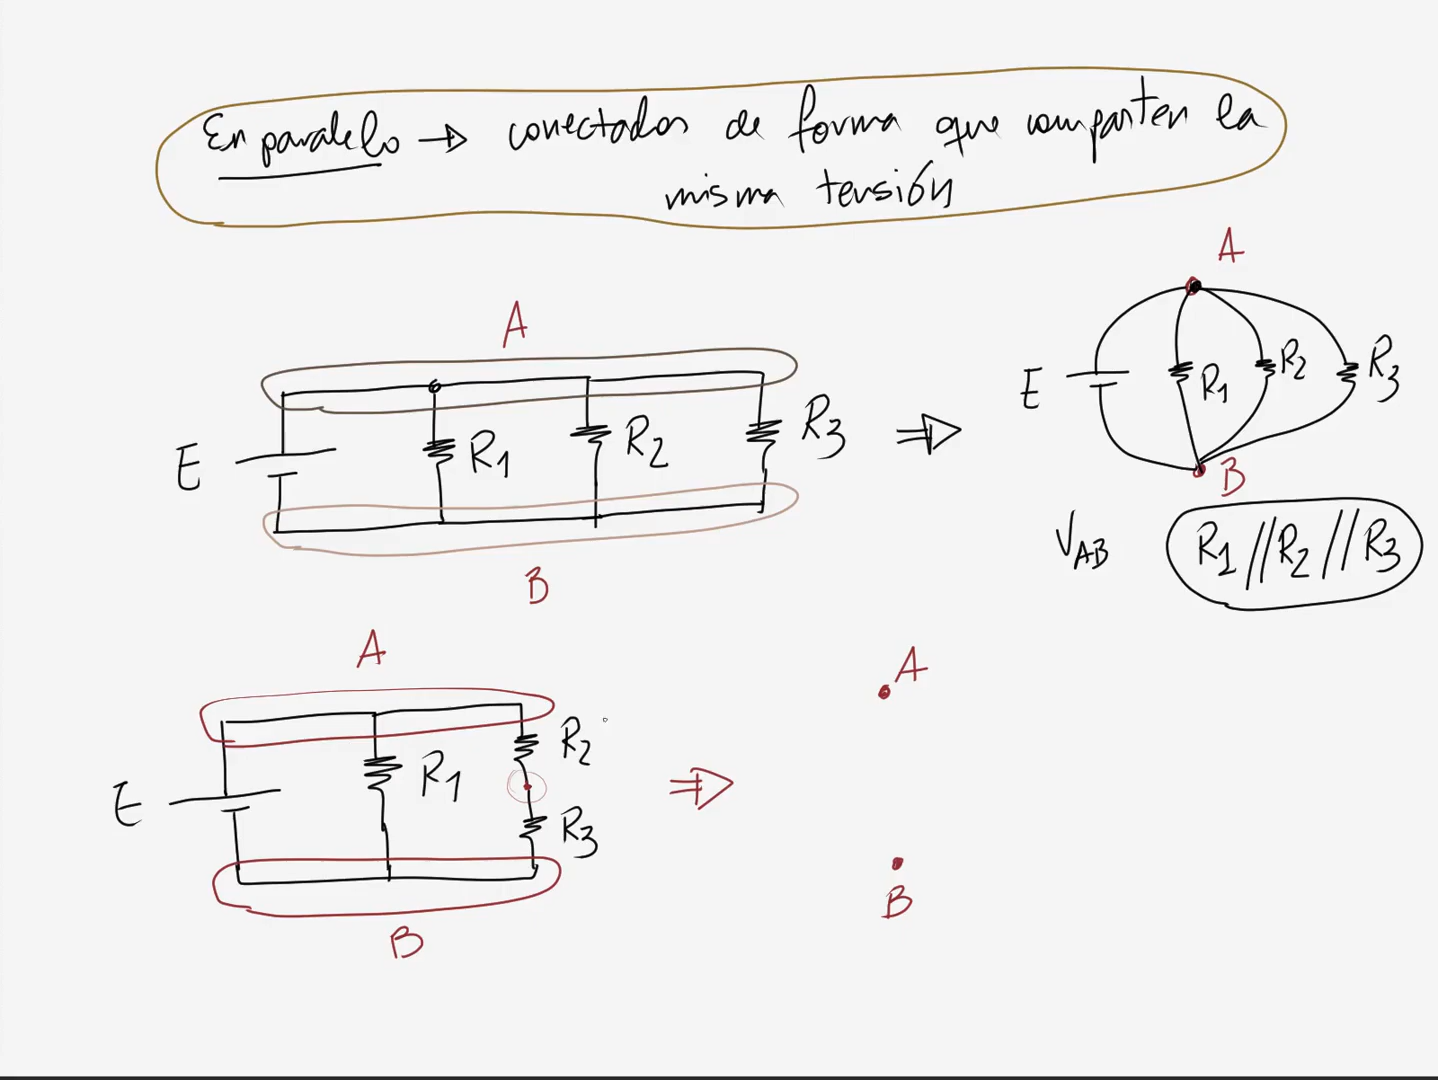 En paralelo → conectados de forma que comparten la
misma tensión
A
E
R1
R2
R3
B
⇒
A
E
R1
R2
R3
B
VAB
R1 // R2 // R3
A
E
R1
R2
R3
B
⇒
A
B